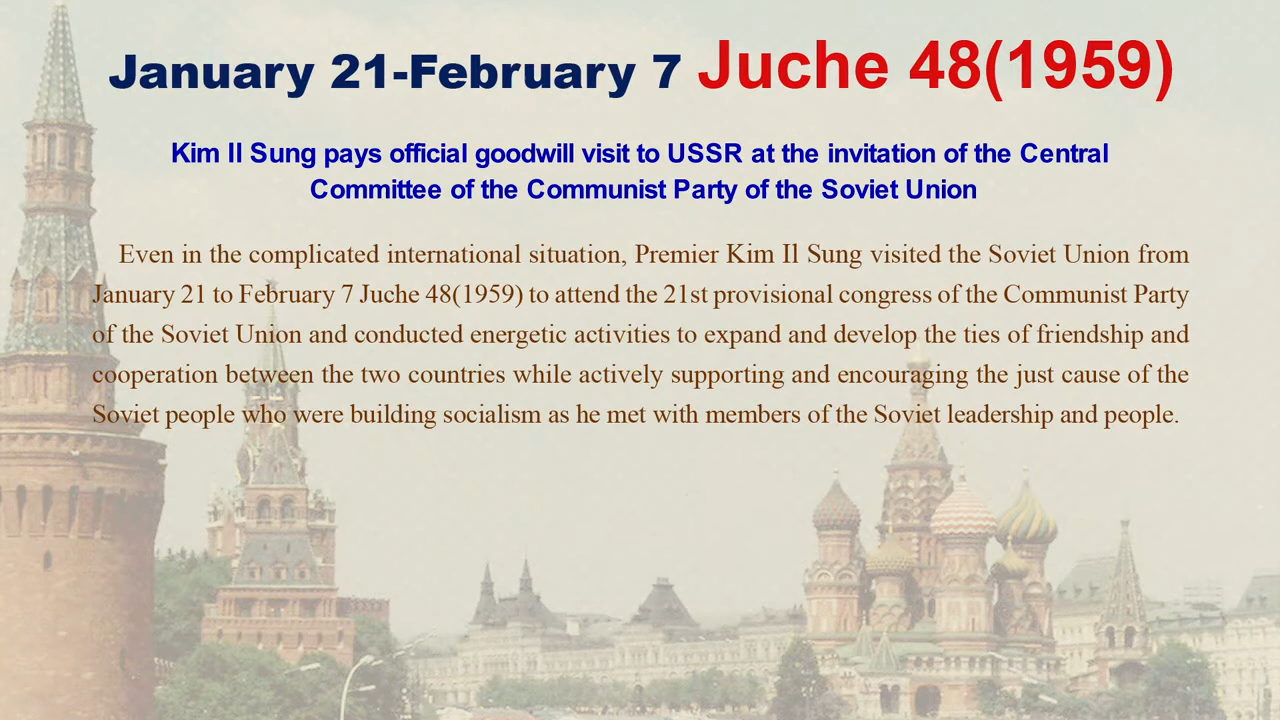 January 21-February 7 Juche 48(1959)
Kim Il Sung pays official goodwill visit to USSR at the invitation of the Central
Committee of the Communist Party of the Soviet Union
Even in the complicated international situation, Premier Kim Il Sung visited the Soviet Union from
January 21 to February 7 Juche 48(1959) to attend the 21st provisional congress of the Communist Party
of the Soviet Union and conducted energetic activities to expand and develop the ties of friendship and
cooperation between the two countries while actively supporting and encouraging the just cause of the
Soviet people who were building socialism as he met with members of the Soviet leadership and people.